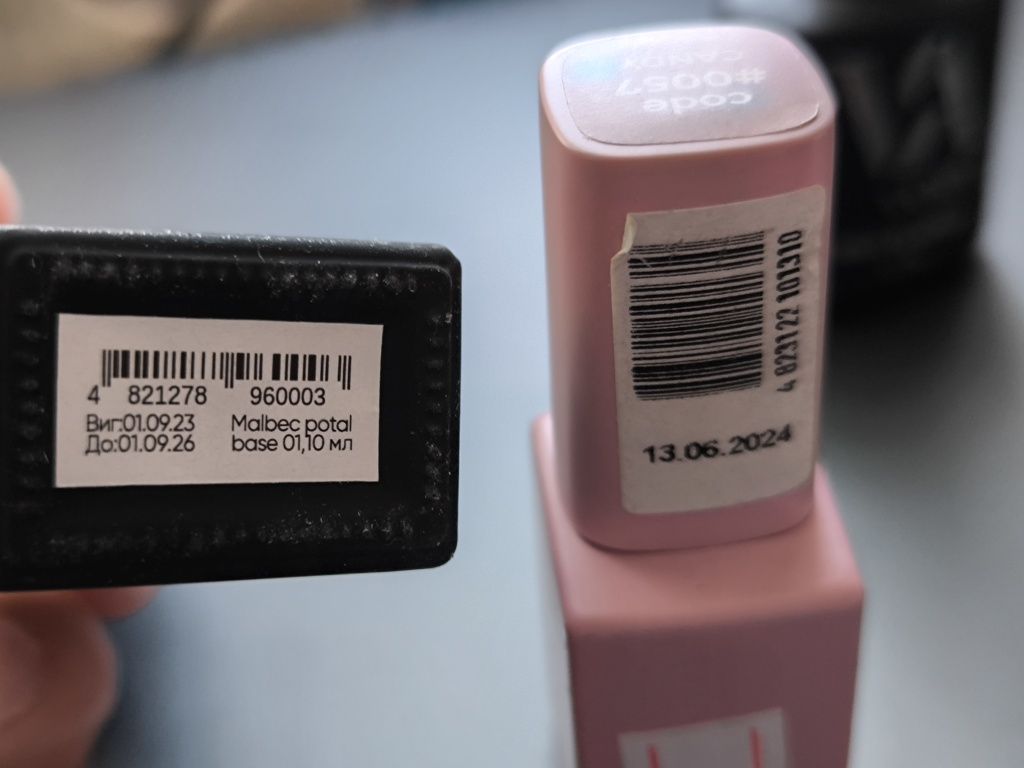 4 821278 960003
Виг:01.09.23
До:01.09.26
Malbec potal
base 01,10 мл
code
#0057
CANDY
4 823122 101310
13.06.2024